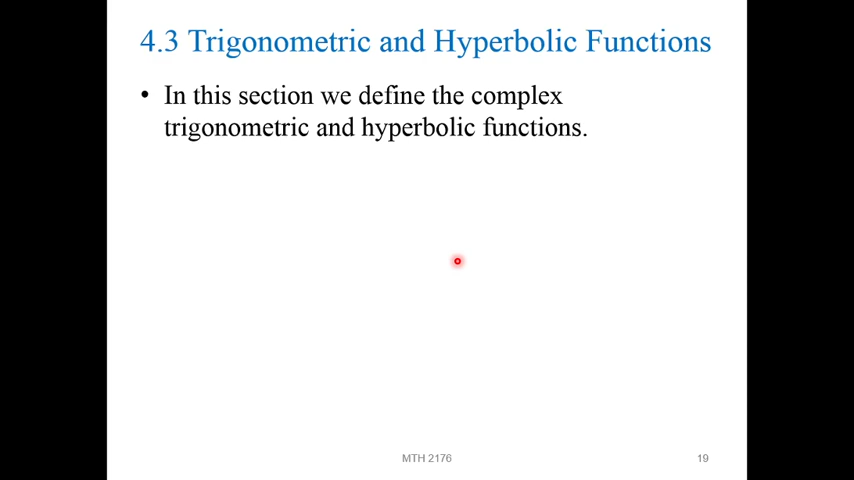 4.3 Trigonometric and Hyperbolic Functions
• In this section we define the complex
trigonometric and hyperbolic functions.
MTH 2176
19